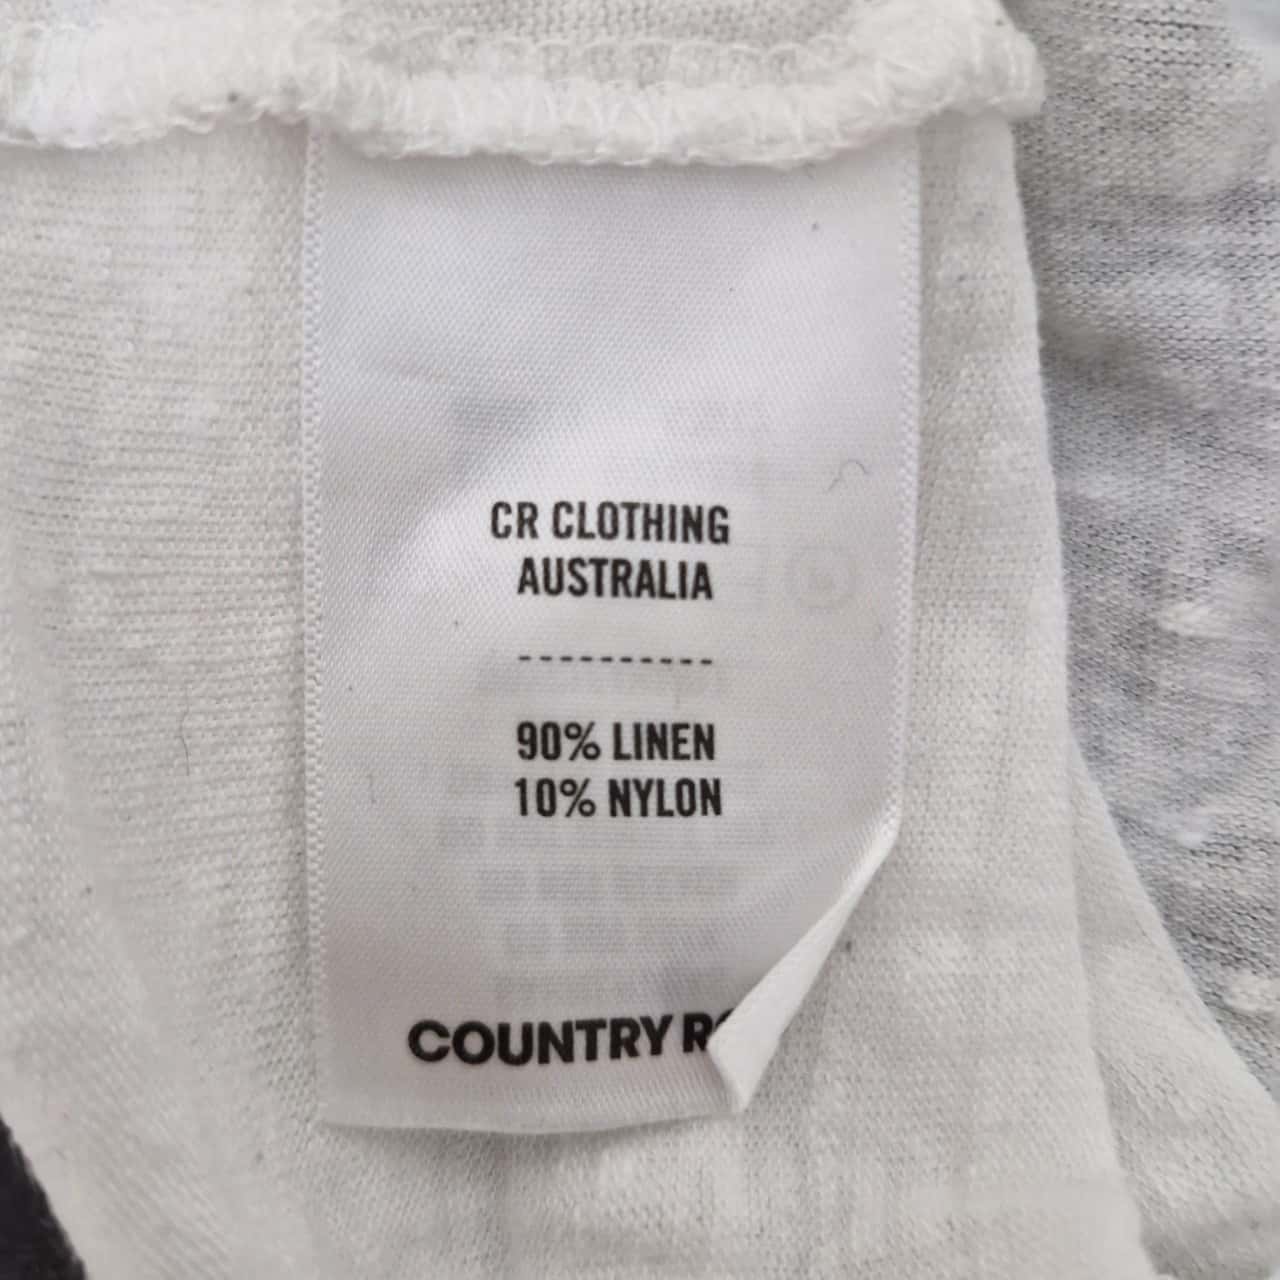 CR CLOTHING
AUSTRALIA
----------
90% LINEN
10% NYLON
COUNTRY